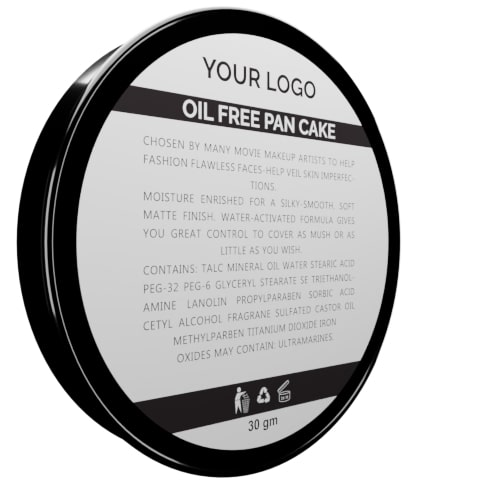 YOUR LOGO
OIL FREE PAN CAKE
CHOSEN BY MANY MOVIE MAKEUP ARTISTS TO HELP
FASHION FLAWLESS FACES-HELP VEIL SKIN IMPERFEC-
TIONS.
MOISTURE ENRISHED FOR A SILKY-SMOOTH, SOFT
MATTE FINISH. WATER-ACTIVATED FORMULA GIVES
YOU GREAT CONTROL TO COVER AS MUSH OR AS
LITTLE AS YOU WISH.
CONTAINS: TALC MINERAL OIL WATER STEARIC ACID
PEG-32 PEG-6 GLYCERYL STEARATE SE TRIETHANOL-
AMINE LANOLIN PROPYLPARABEN SORBIC ACID
CETYL ALCOHOL FRAGRANE SULFATED CASTOR OIL
METHYLPARBEN TITANIUM DIOXIDE IRON
OXIDES MAY CONTAIN: ULTRAMARINES.
30 gm